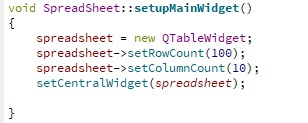 void SpreadSheet::setupMainWidget()
{
    spreadsheet = new QTableWidget;
    spreadsheet->setRowCount(100);
    spreadsheet->setColumnCount(10);
    setCentralWidget(spreadsheet);
}